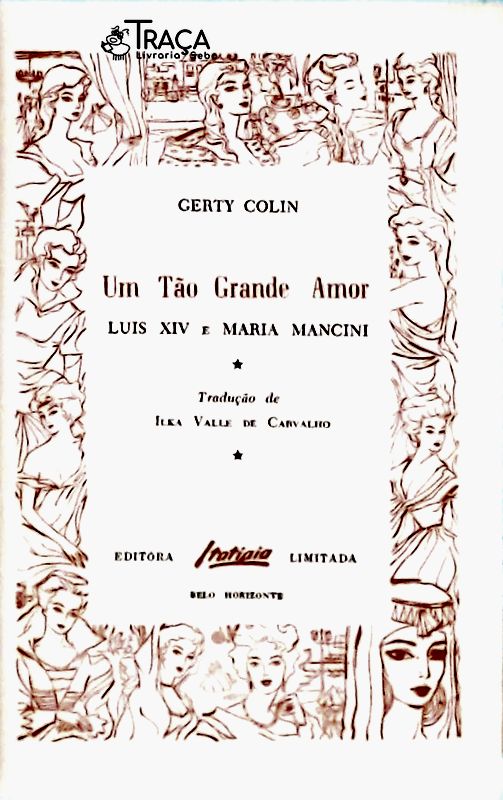 TRAÇA
Livraria Sebo
GERTY COLIN
Um Tão Grande Amor
LUIS XIV E MARIA MANCINI
Tradução de
ILKA VALLE DE CARVALHO
EDITÔRA Itatiaia LIMITADA
BELO HORIZONTE